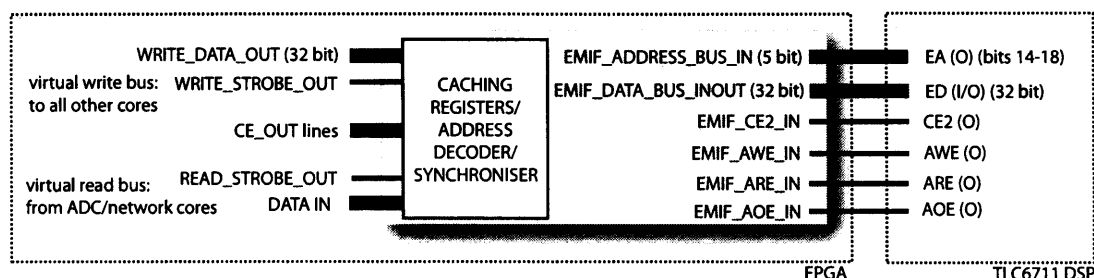 WRITE_DATA_OUT (32 bit)
virtual write bus: WRITE_STROBE_OUT
to all other cores
CE_OUT lines
virtual read bus: READ_STROBE_OUT
from ADC/network cores DATA IN
CACHING
REGISTERS/
ADDRESS
DECODER/
SYNCHRONISER
EMIF_ADDRESS_BUS_IN (5 bit)
EMIF_DATA_BUS_INOUT (32 bit)
EMIF_CE2_IN
EMIF_AWE_IN
EMIF_ARE_IN
EMIF_AOE_IN
FPGA
EA (O) (bits 14-18)
ED (I/O) (32 bit)
CE2 (O)
AWE (O)
ARE (O)
AOE (O)
TLC6711 DSP